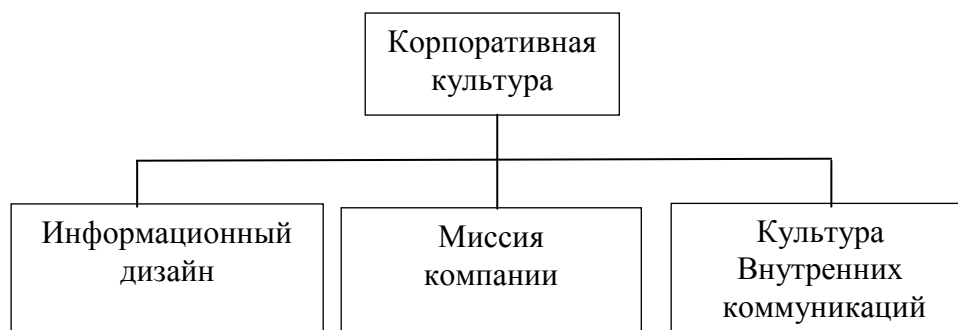 Корпоративная
культура
Информационный
дизайн
Миссия
компании
Культура
Внутренних
коммуникаций